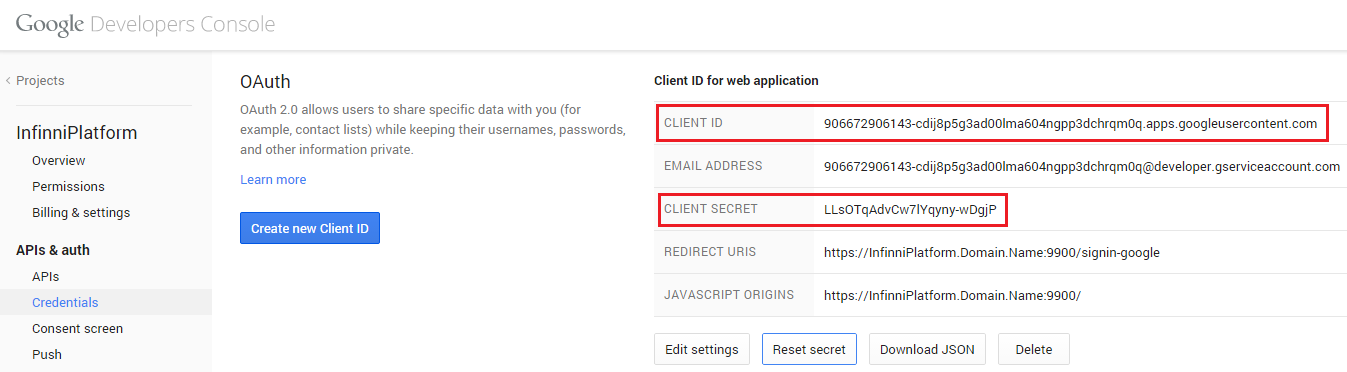 Google Developers Console
< Projects
InfinniPlatform
Overview
Permissions
Billing & settings
APIs & auth
APIs
Credentials
Consent screen
Push
OAuth
OAuth 2.0 allows users to share specific data with you (for
example, contact lists) while keeping their usernames, passwords,
and other information private.
Learn more
Create new Client ID
Client ID for web application
CLIENT ID 906672906143-cdij8p5g3ad00lma604ngpp3dchrqm0q.apps.googleusercontent.com
EMAIL ADDRESS 906672906143-cdij8p5g3ad00lma604ngpp3dchrqm0q@developer.gserviceaccount.com
CLIENT SECRET LLsOTqAdvCw7lYqyny-wDgjP
REDIRECT URIS https://InfinniPlatform.Domain.Name:9900/signin-google
JAVASCRIPT ORIGINS https://InfinniPlatform.Domain.Name:9900/
Edit settings Reset secret Download JSON Delete